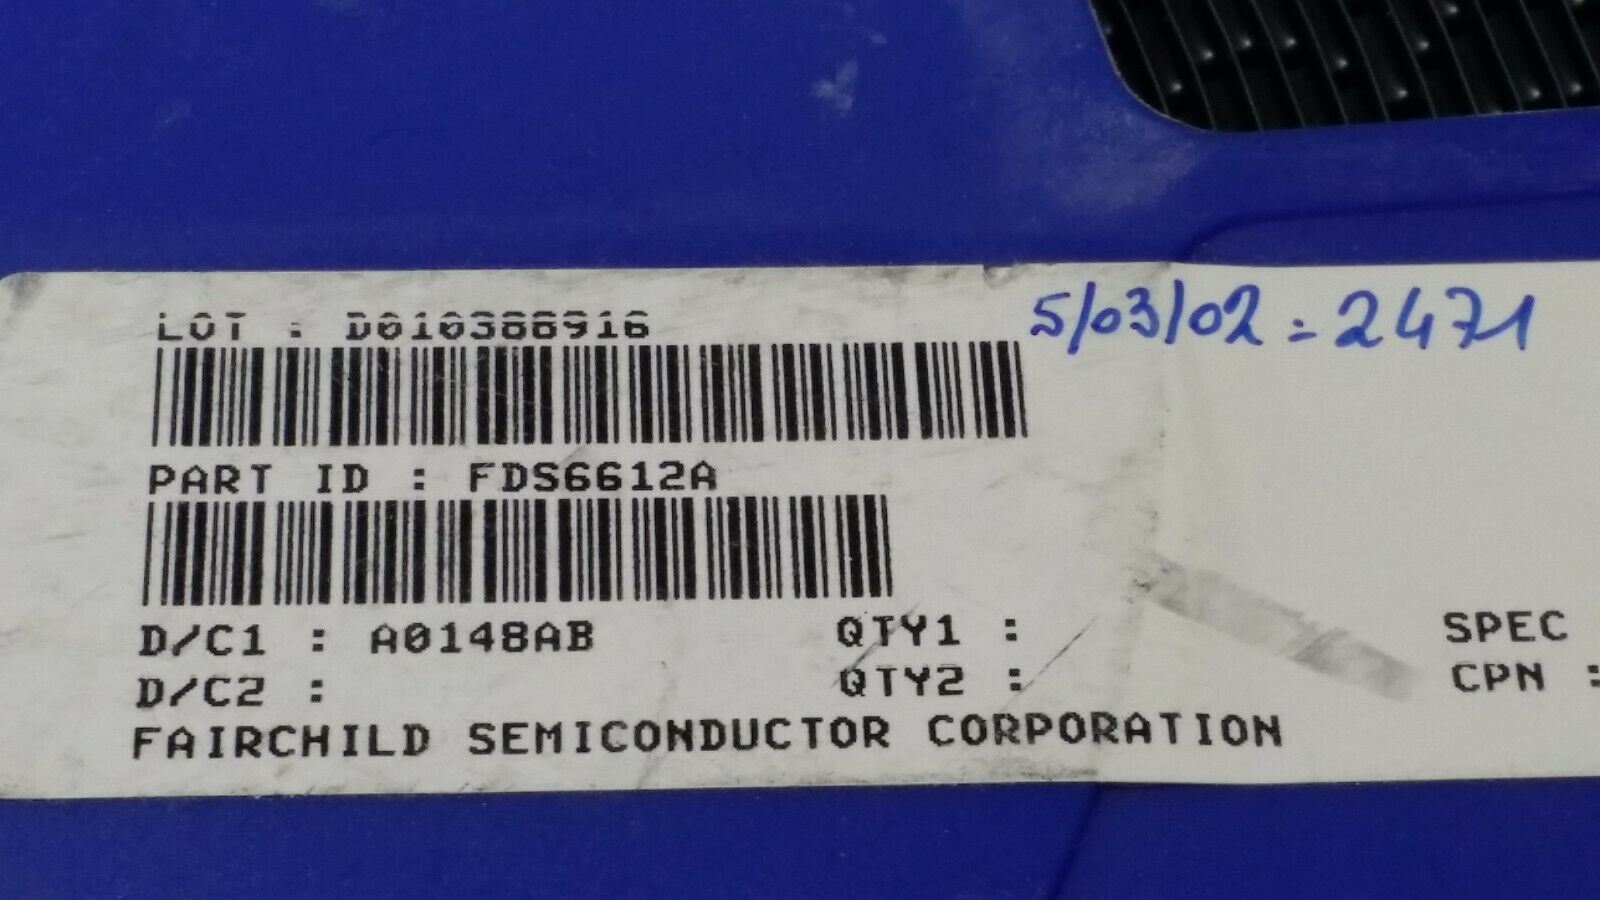 LOT : D010388916
5/03/02 = 2471
PART ID : FDS6612A
D/C1 : A0148AB QTY1 : SPEC
D/C2 : QTY2 : CPN :
FAIRCHILD SEMICONDUCTOR CORPORATION